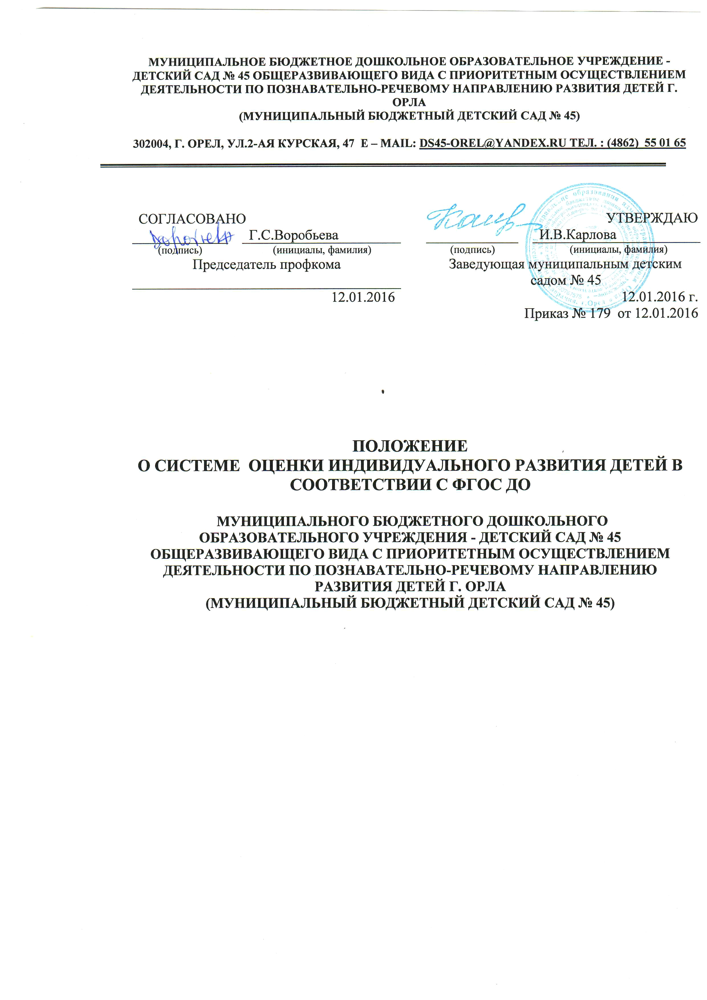 МУНИЦИПАЛЬНОЕ БЮДЖЕТНОЕ ДОШКОЛЬНОЕ ОБРАЗОВАТЕЛЬНОЕ УЧРЕЖДЕНИЕ -
ДЕТСКИЙ САД № 45 ОБЩЕРАЗВИВАЮЩЕГО ВИДА С ПРИОРИТЕТНЫМ ОСУЩЕСТВЛЕНИЕМ
ДЕЯТЕЛЬНОСТИ ПО ПОЗНАВАТЕЛЬНО-РЕЧЕВОМУ НАПРАВЛЕНИЮ РАЗВИТИЯ ДЕТЕЙ Г.
ОРЛА
(МУНИЦИПАЛЬНЫЙ БЮДЖЕТНЫЙ ДЕТСКИЙ САД № 45)
302004, Г. ОРЕЛ, УЛ.2-АЯ КУРСКАЯ, 47 E – MAIL: DS45-OREL@YANDEX.RU ТЕЛ. : (4862) 55 01 65
СОГЛАСОВАНО
Г.С.Воробьева
(подпись) (инициалы, фамилия)
Председатель профкома
12.01.2016
УТВЕРЖДАЮ
И.В.Карлова
(подпись) (инициалы, фамилия)
Заведующая муниципальным детским
садом № 45
12.01.2016 г.
Приказ № 179 от 12.01.2016
ПОЛОЖЕНИЕ
О СИСТЕМЕ ОЦЕНКИ ИНДИВИДУАЛЬНОГО РАЗВИТИЯ ДЕТЕЙ В
СООТВЕТСТВИИ С ФГОС ДО
МУНИЦИПАЛЬНОГО БЮДЖЕТНОГО ДОШКОЛЬНОГО
ОБРАЗОВАТЕЛЬНОГО УЧРЕЖДЕНИЯ - ДЕТСКИЙ САД № 45
ОБЩЕРАЗВИВАЮЩЕГО ВИДА С ПРИОРИТЕТНЫМ ОСУЩЕСТВЛЕНИЕМ
ДЕЯТЕЛЬНОСТИ ПО ПОЗНАВАТЕЛЬНО-РЕЧЕВОМУ НАПРАВЛЕНИЮ
РАЗВИТИЯ ДЕТЕЙ Г. ОРЛА
(МУНИЦИПАЛЬНЫЙ БЮДЖЕТНЫЙ ДЕТСКИЙ САД № 45)